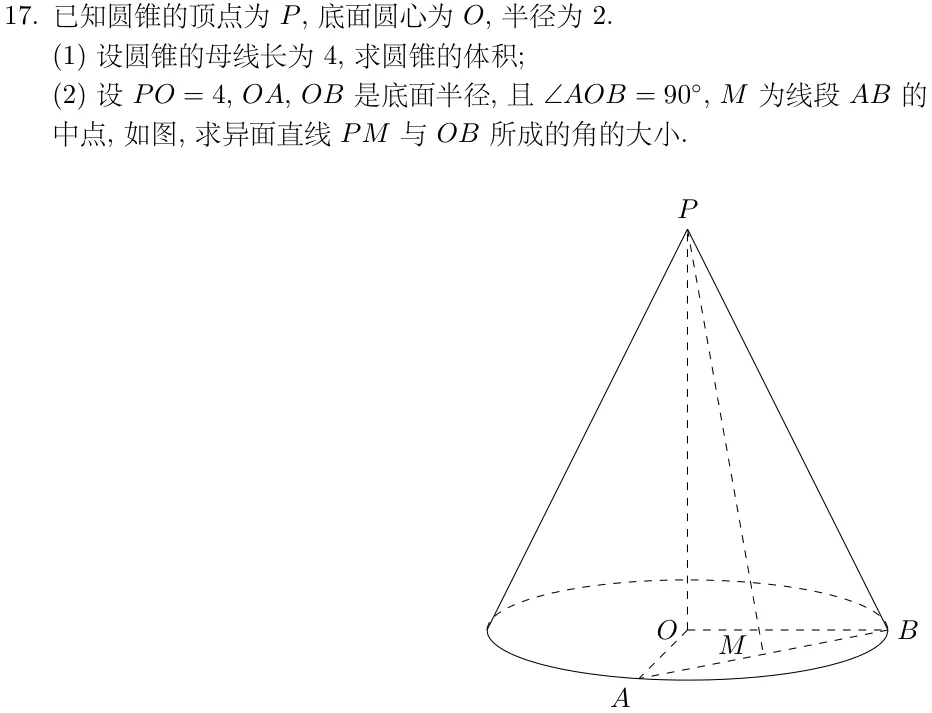 17. 已知圆锥的顶点为 P, 底面圆心为 O, 半径为 2.
(1) 设圆锥的母线长为 4, 求圆锥的体积;
(2) 设 PO = 4, OA, OB 是底面半径, 且 ∠AOB = 90°, M 为线段 AB 的
中点, 如图, 求异面直线 PM 与 OB 所成的角的大小.
P
O
B
M
A